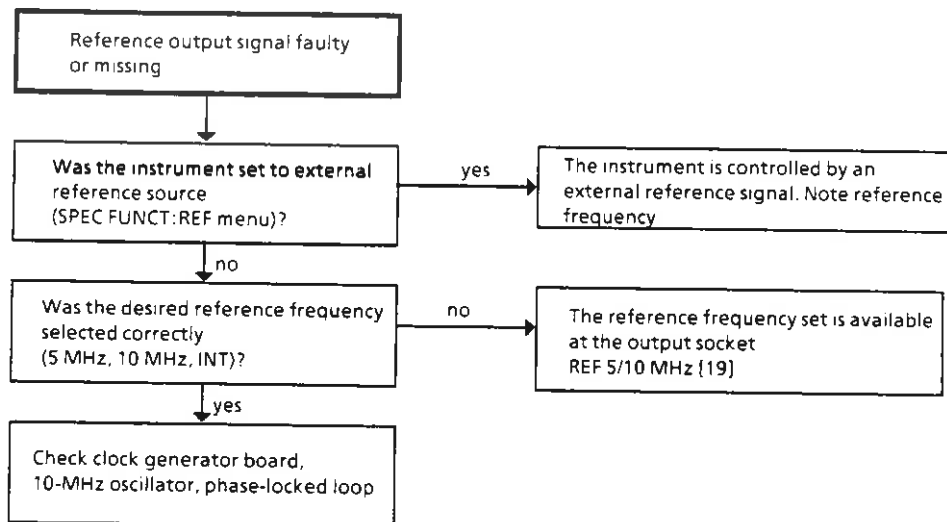 Reference output signal faulty
or missing
Was the instrument set to external
reference source
(SPEC FUNCT:REF menu)?
yes
The instrument is controlled by an
external reference signal. Note reference
frequency
no
Was the desired reference frequency
selected correctly
(5 MHz, 10 MHz, INT)?
no
The reference frequency set is available
at the output socket
REF 5/10 MHz [19]
yes
Check clock generator board,
10-MHz oscillator, phase-locked loop